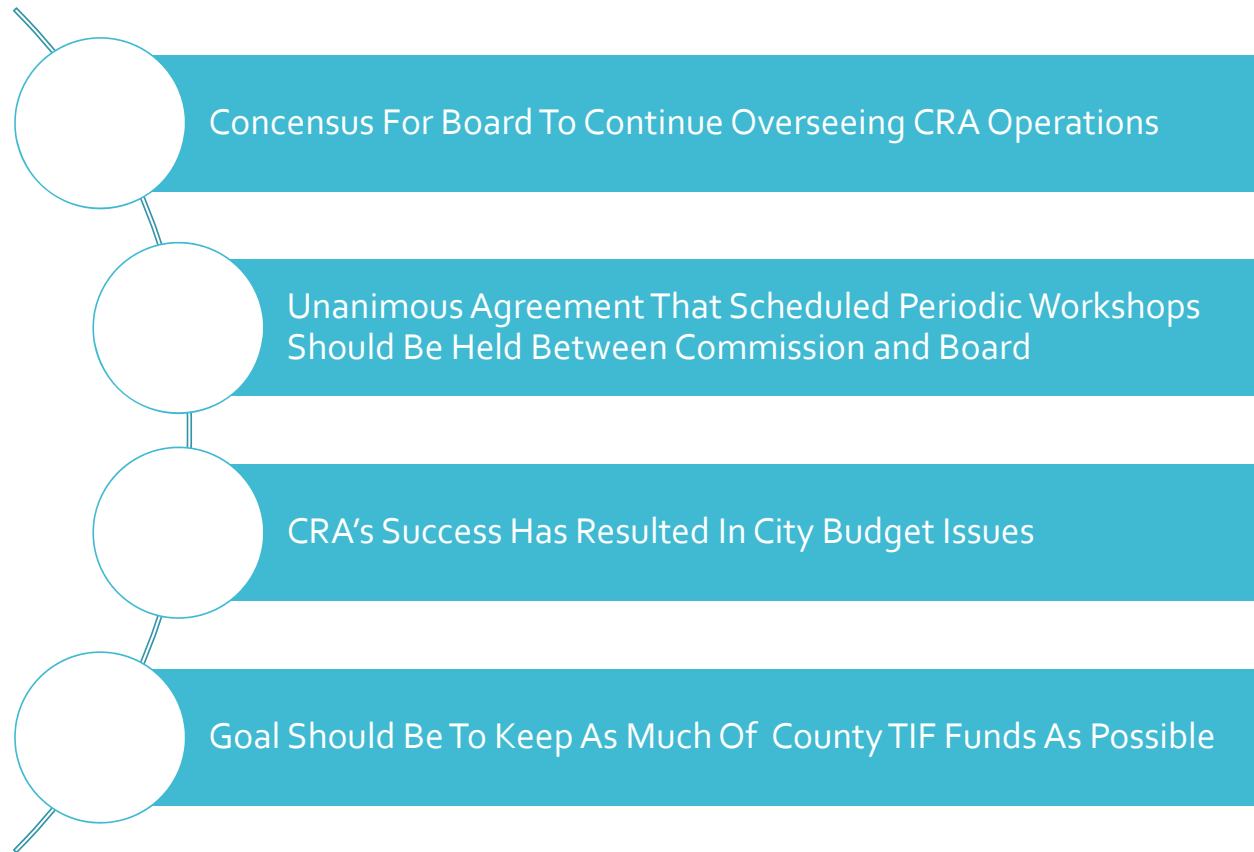 Concensus For Board To Continue Overseeing CRA Operations
Unanimous Agreement That Scheduled Periodic Workshops
Should Be Held Between Commission and Board
CRA’s Success Has Resulted In City Budget Issues
Goal Should Be To Keep As Much Of  County TIF Funds As Possible